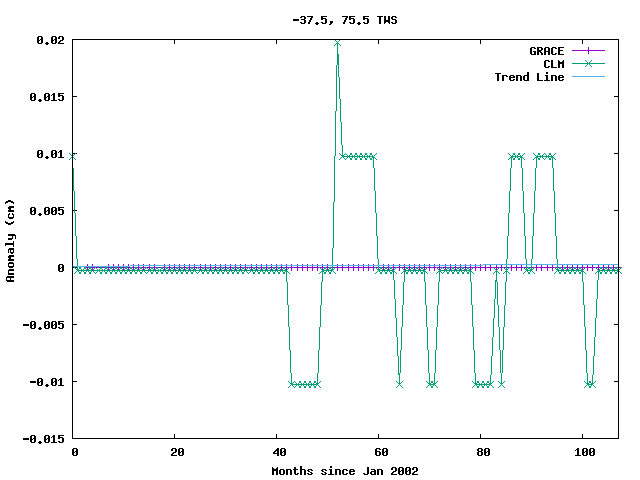 -37.5, 75.5 TWS
GRACE
CLM
Trend Line
0.02
0.015
0.01
0.005
0
-0.005
-0.01
-0.015
Anomaly (cm)
0 20 40 60 80 100
Months since Jan 2002